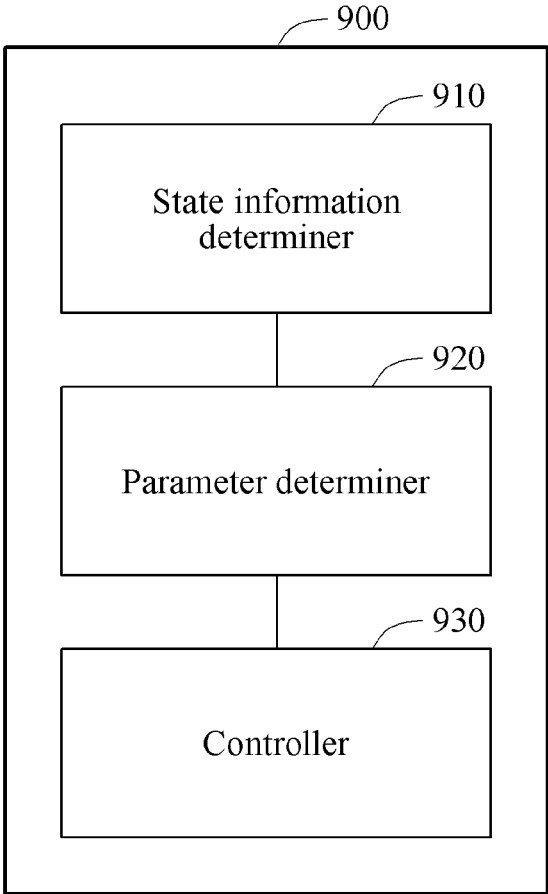 900
910
State information
determiner
920
Parameter determiner
930
Controller